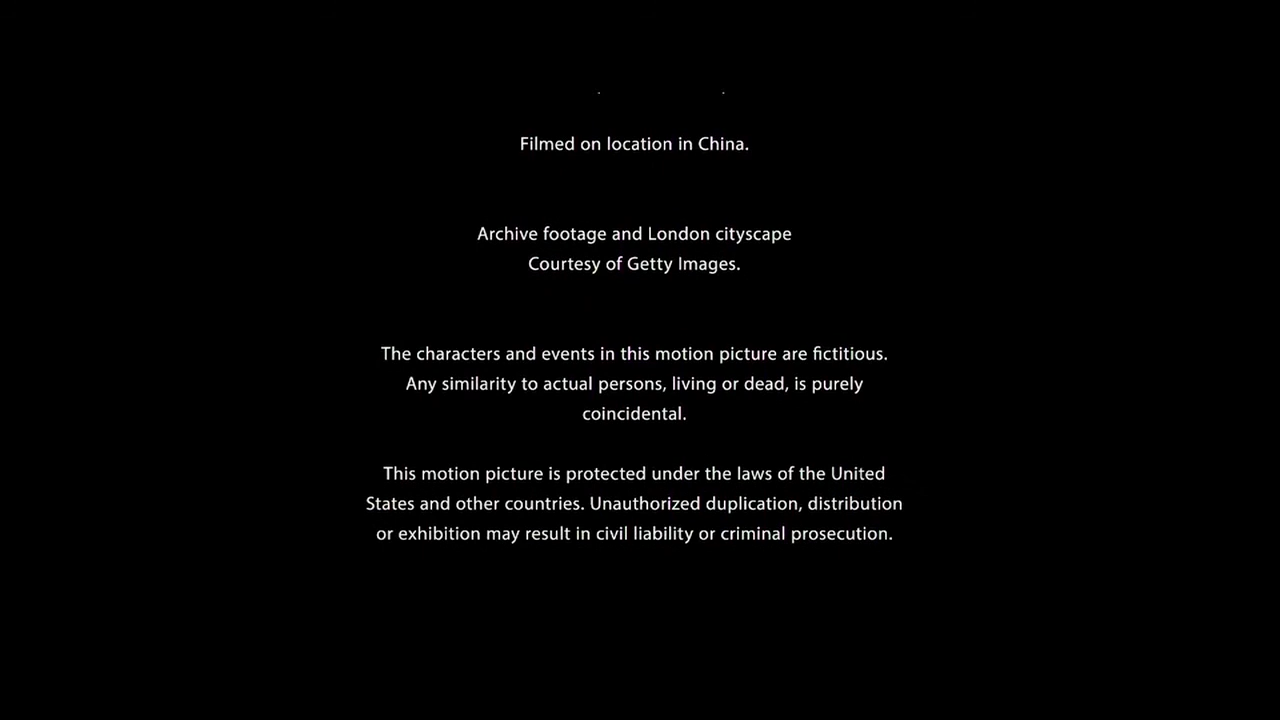 Filmed on location in China.
Archive footage and London cityscape
Courtesy of Getty Images.
The characters and events in this motion picture are fictitious.
Any similarity to actual persons, living or dead, is purely
coincidental.
This motion picture is protected under the laws of the United
States and other countries. Unauthorized duplication, distribution
or exhibition may result in civil liability or criminal prosecution.